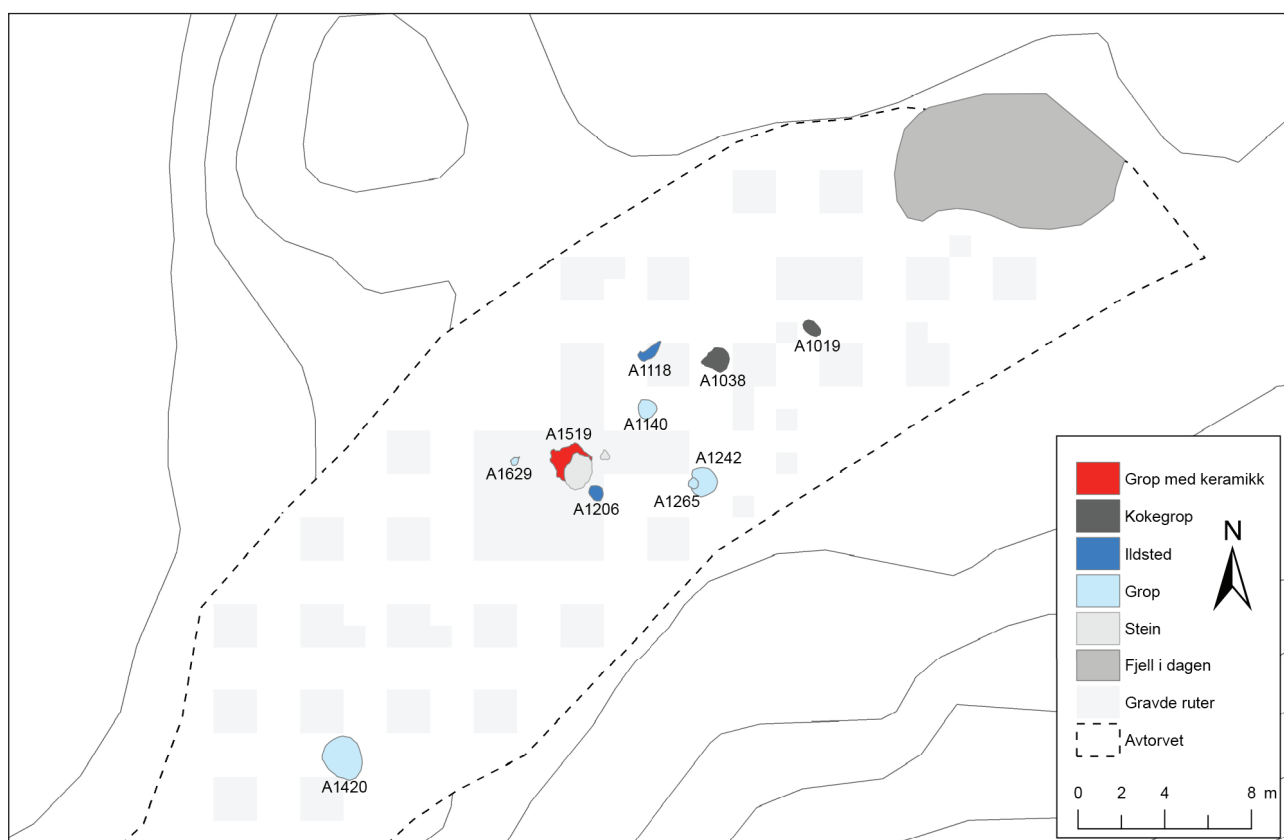 A1019
A1118
A1038
A1140
A1519
A1242
A1629
A1265
A1206
A1420
Grop med keramikk
Kokegrop
Ildsted
Grop
Stein
Fjell i dagen
Gravde ruter
Avtorvet
N
0 2 4 8 m